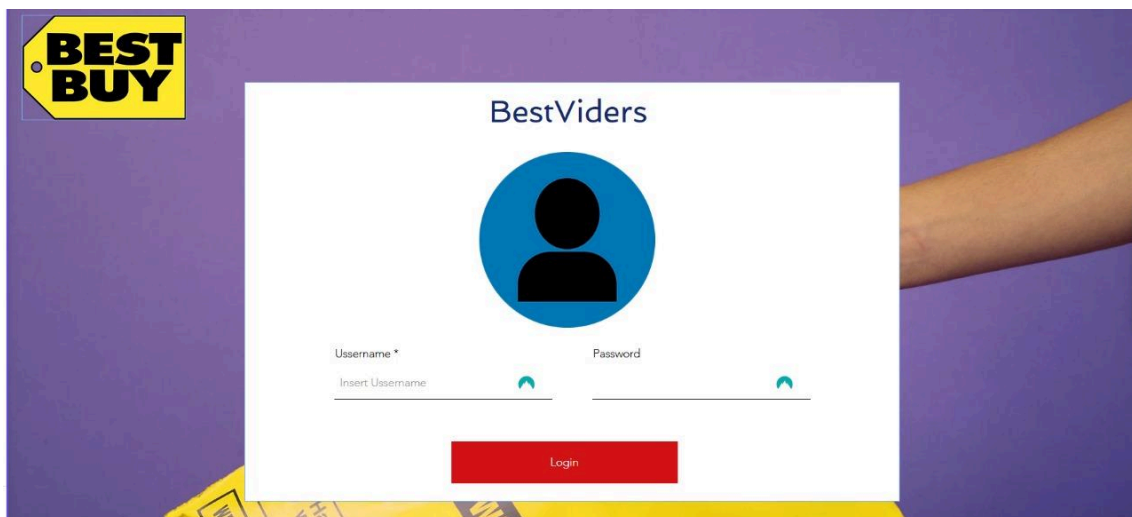 BEST
BUY
BestViders
Ussername *
Password
Insert Ussername
Login